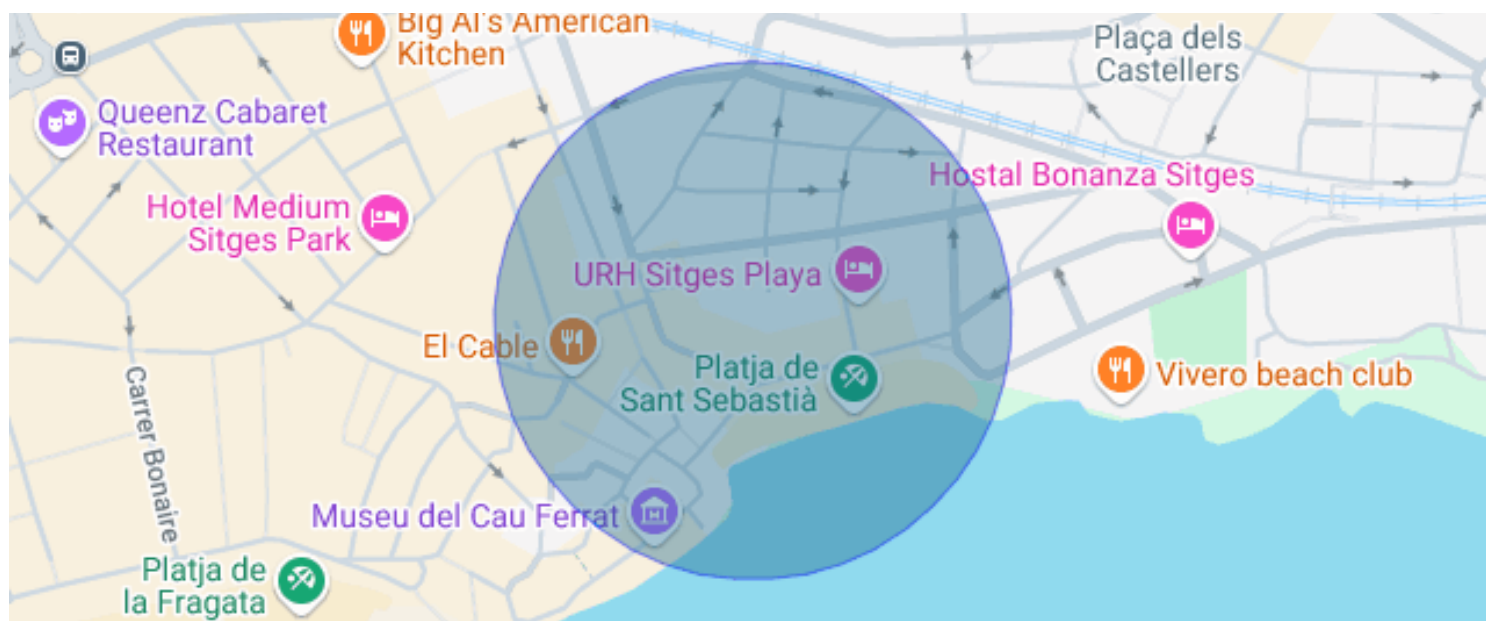 Big Al's American
Kitchen
Plaça dels
Castellers
Queenz Cabaret
Restaurant
Hostal Bonanza Sitges
Hotel Medium
Sitges Park
URH Sitges Playa
El Cable
Platja de
Sant Sebastià
Vivero beach club
Carrer Bonaire
Museu del Cau Ferrat
Platja de
la Fragata